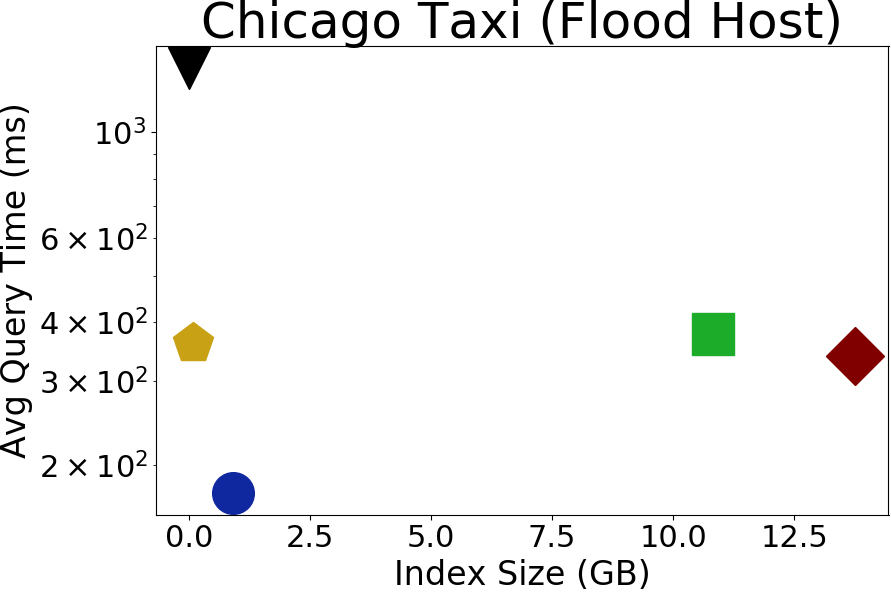 Chicago Taxi (Flood Host)
Avg Query Time (ms)
10³
6 × 10²
4 × 10²
3 × 10²
2 × 10²
0.0 2.5 5.0 7.5 10.0 12.5
Index Size (GB)